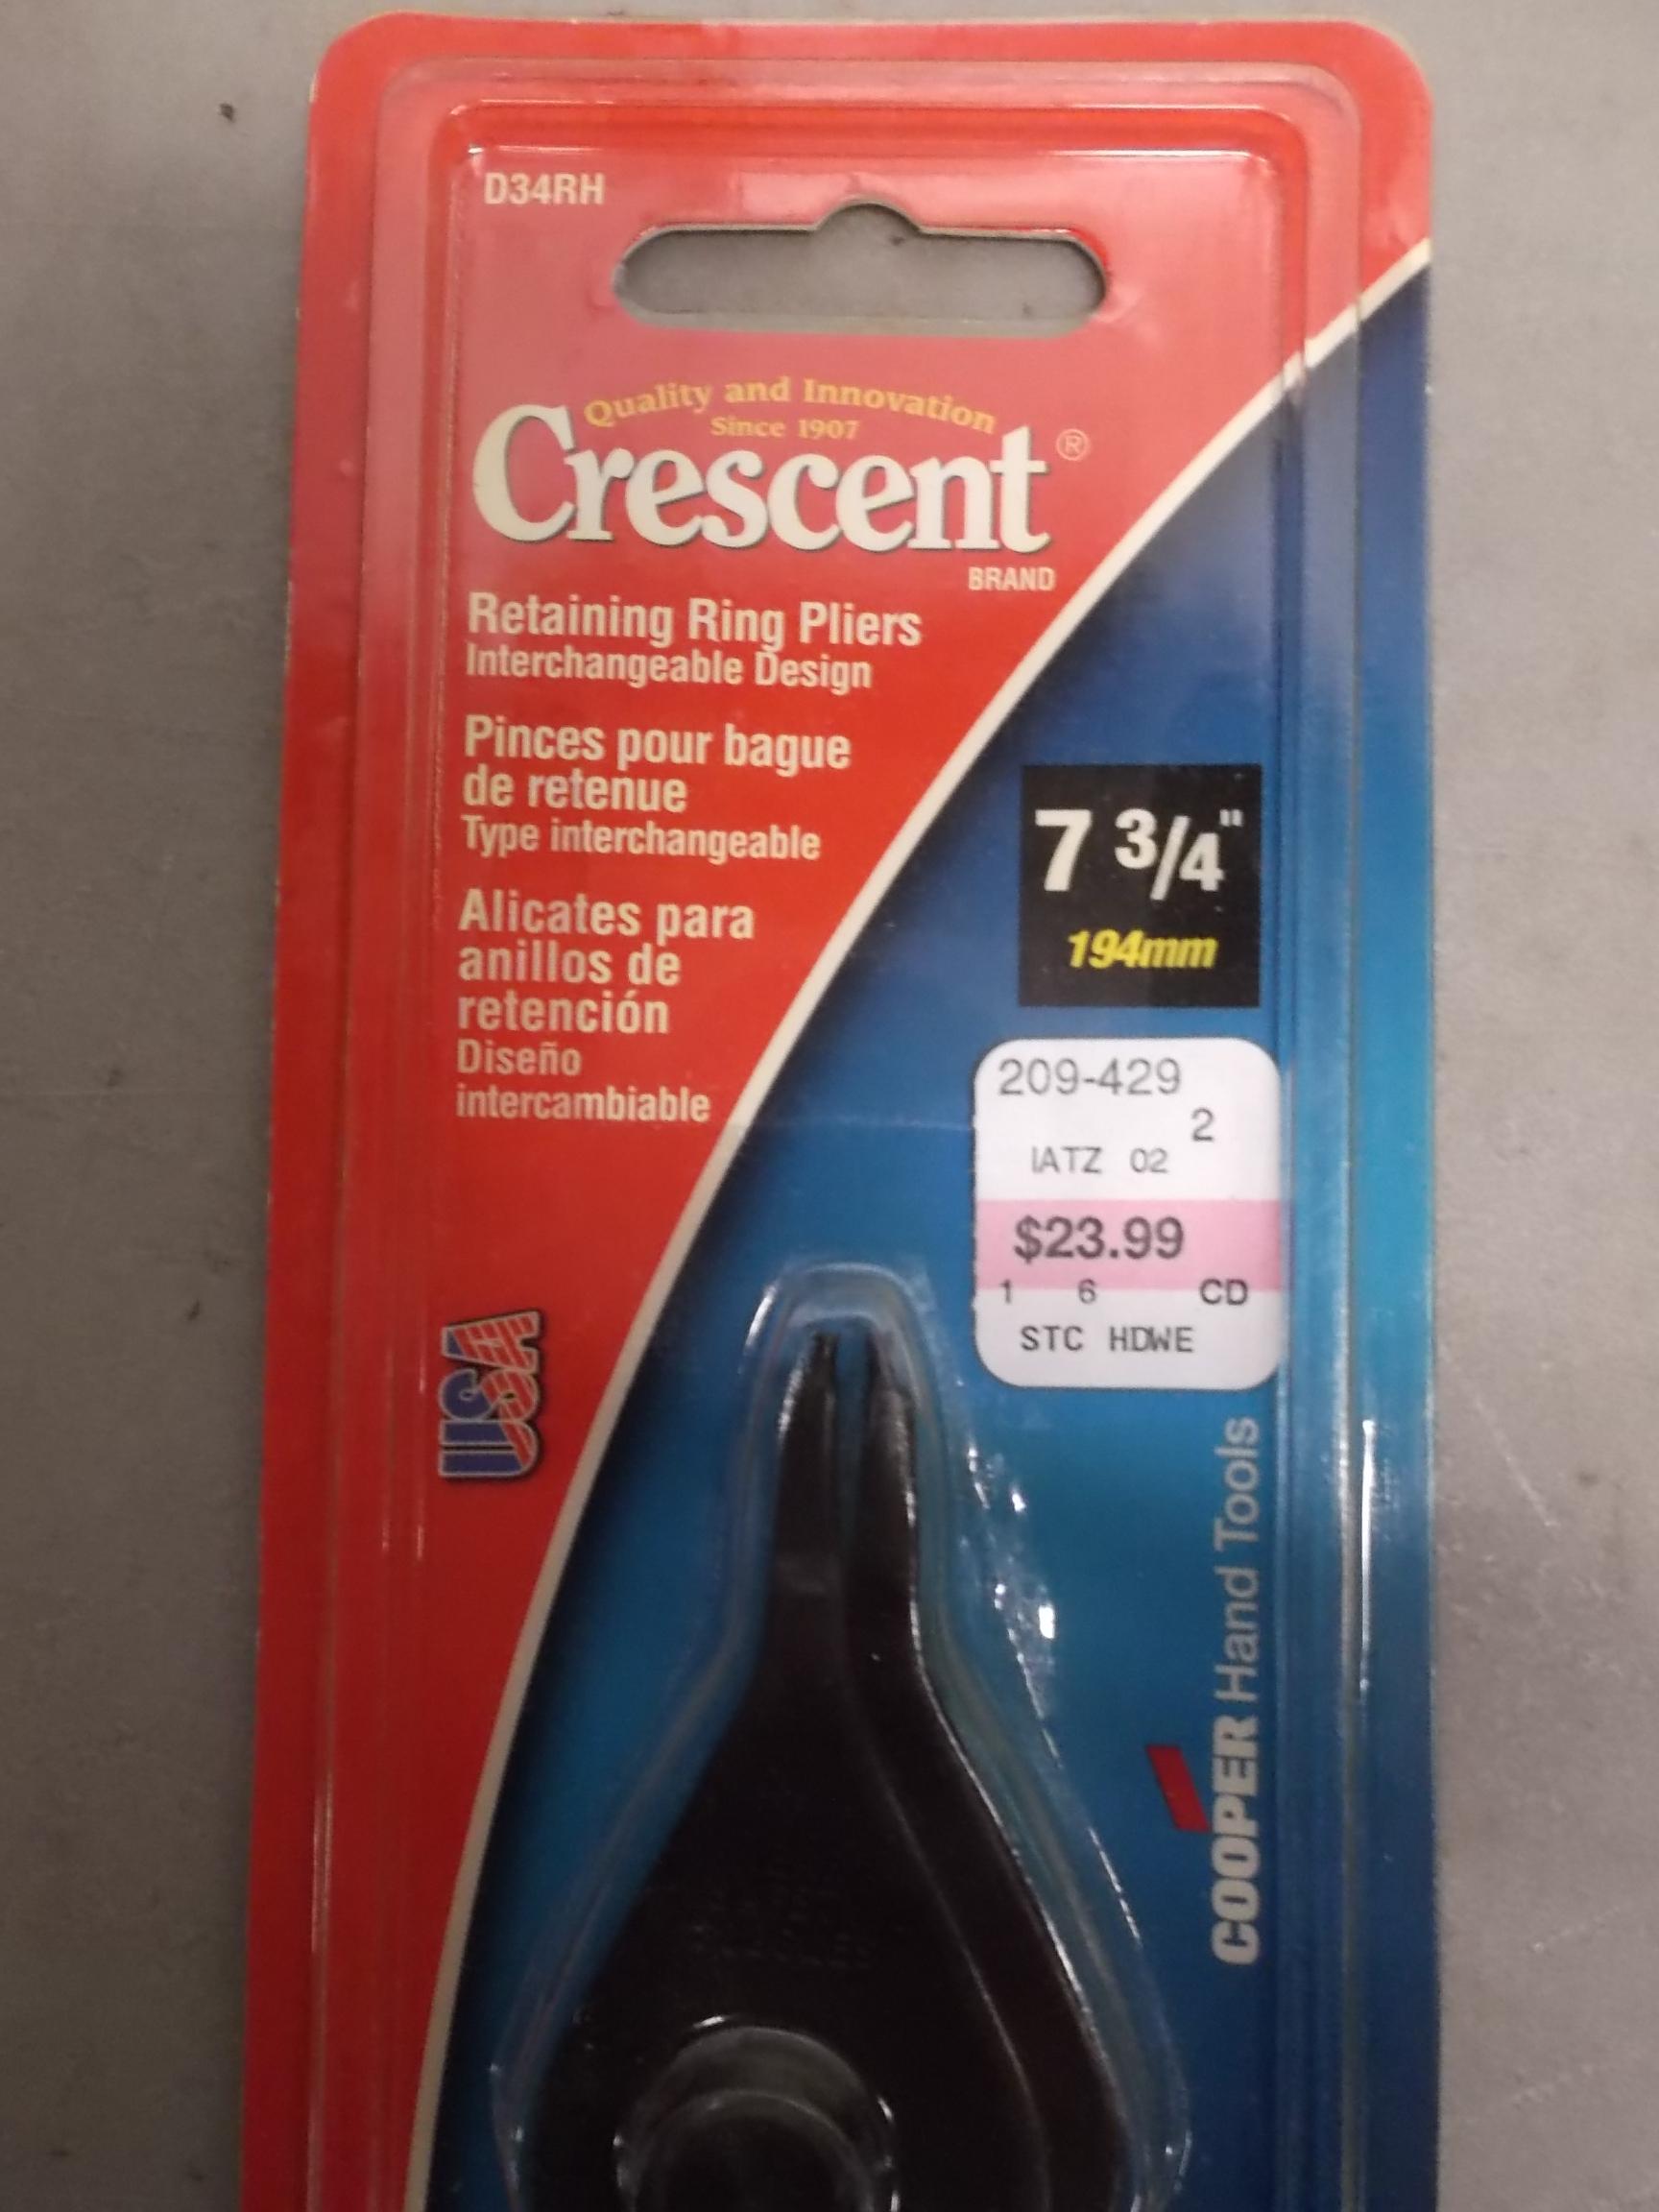 D34RH
Quality and Innovation
Since 1907
Crescent®
BRAND
Retaining Ring Pliers
Interchangeable Design
Pinces pour bague
de retenue
Type interchangeable
Alicates para
anillos de
retención
Diseño
intercambiable
7 3/4"
194mm
209-429
2
IATZ 02
$23.99
1 6 CD
STC HDWE
USA
COOPER Hand Tools